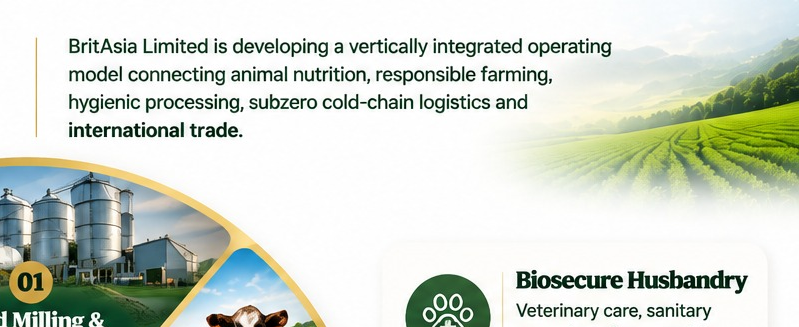 BritAsia Limited is developing a vertically integrated operating
model connecting animal nutrition, responsible farming,
hygienic processing, subzero cold-chain logistics and
international trade.
01
Milling &
Biosecure Husbandry
Veterinary care, sanitary